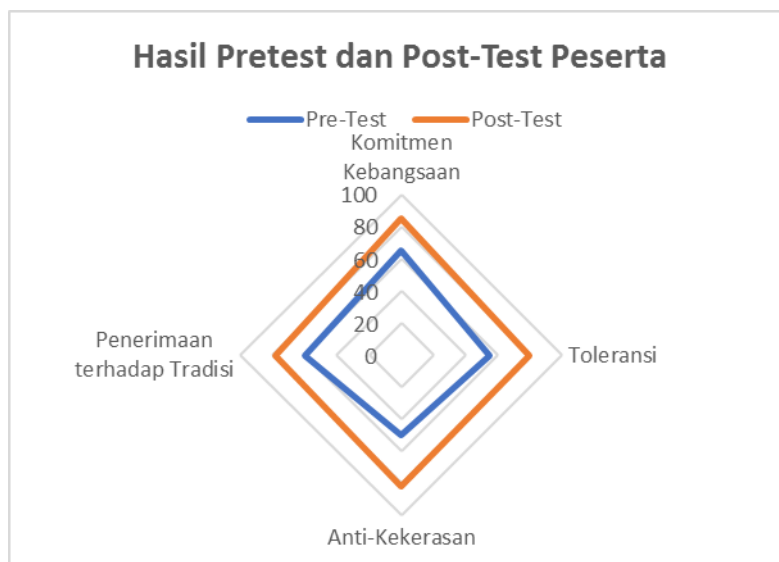 Hasil Pretest dan Post-Test Peserta
Pre-Test Post-Test
Komitmen
Kebangsaan
100
80
60
40
20
0
Penerimaan
terhadap Tradisi
Toleransi
Anti-Kekerasan